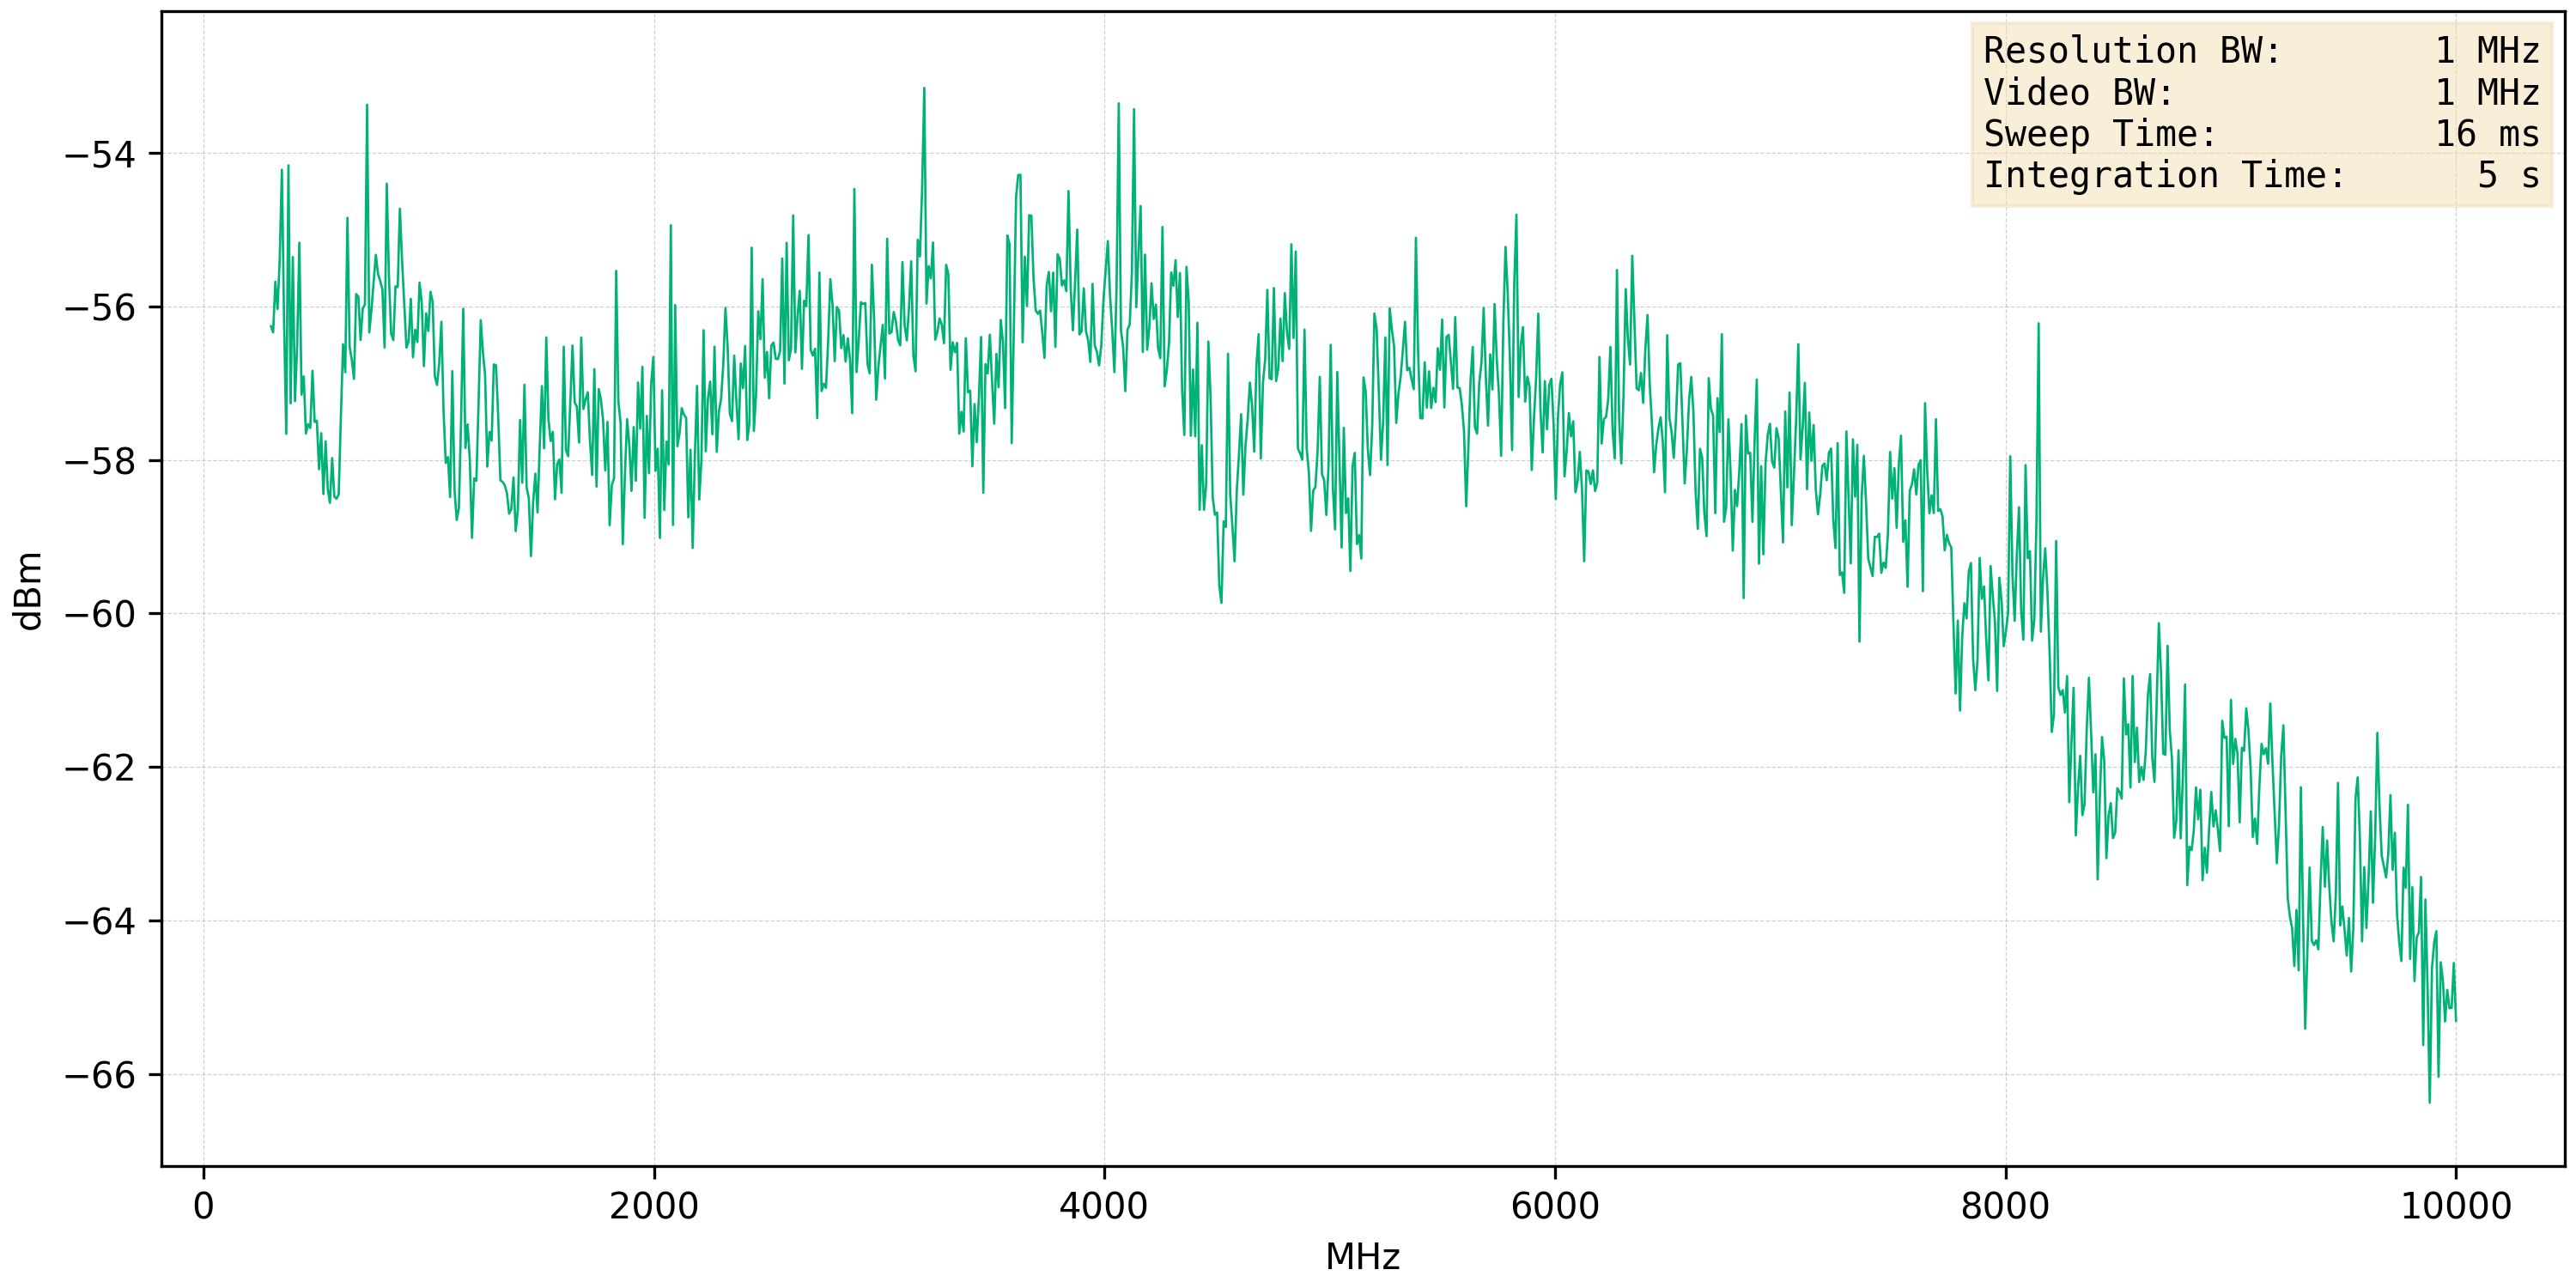 Resolution BW: 1 MHz
Video BW: 1 MHz
Sweep Time: 16 ms
Integration Time: 5 s
−54
−56
−58
−60
−62
−64
−66
dBm
0 2000 4000 6000 8000 10000
MHz